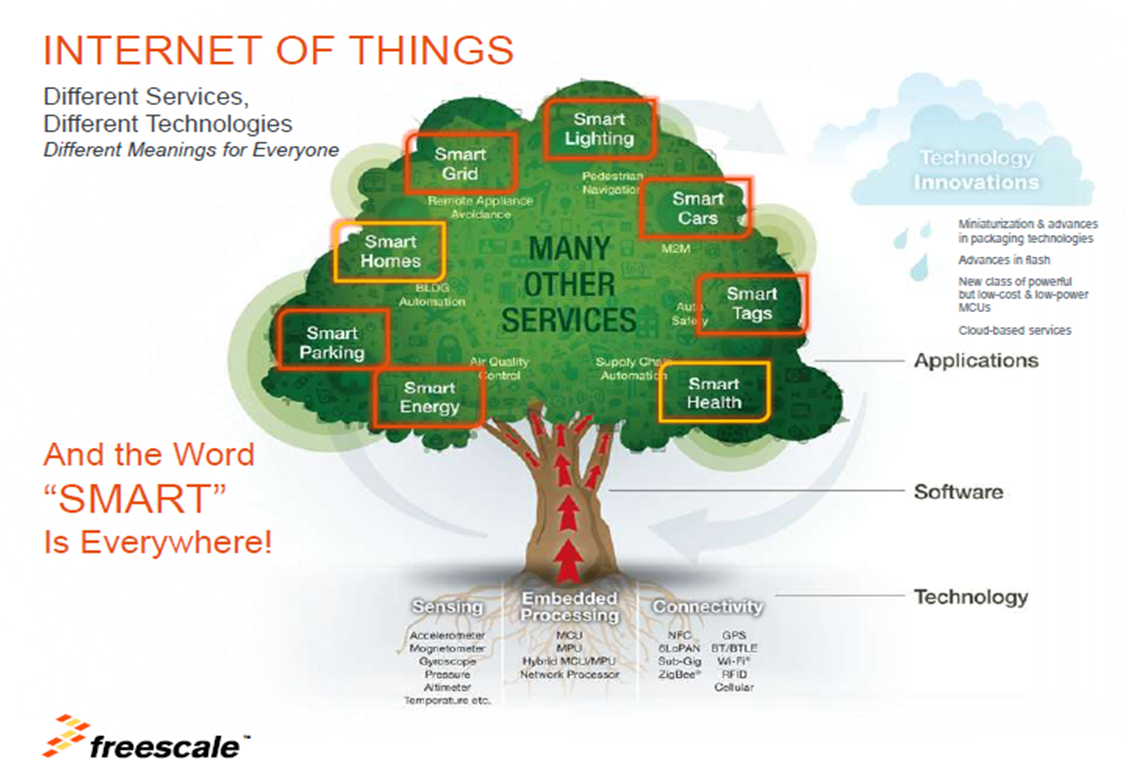 INTERNET OF THINGS
Different Services,
Different Technologies
Different Meanings for Everyone
Smart
Lighting
Smart
Grid
Pedestrian
Navigation
Remote Appliance
Avoidance
Smart
Cars
M2M
Smart
Homes
BLDG
Automation
MANY
OTHER
SERVICES
Smart
Tags
Auto
Safety
Smart
Parking
Air Quality
Control
Supply Chain
Automation
Smart
Energy
Smart
Health
Technology
Innovations
Miniaturization & advances
in packaging technologies
Advances in flash
New class of powerful
but low-cost & low-power
MCUs
Cloud-based services
Applications
Software
Technology
And the Word
“SMART”
Is Everywhere!
Sensing
Accelerometer
Magnetometer
Gyroscope
Pressure
Altimeter
Temperature etc.
Embedded
Processing
MCU
MPU
Hybrid MCU/MPU
Network Processor
Connectivity
NFC GPS
6LoPAN BT/BTLE
Sub-Gig Wi-Fi®
ZigBee® RFID
Cellular
freescale™